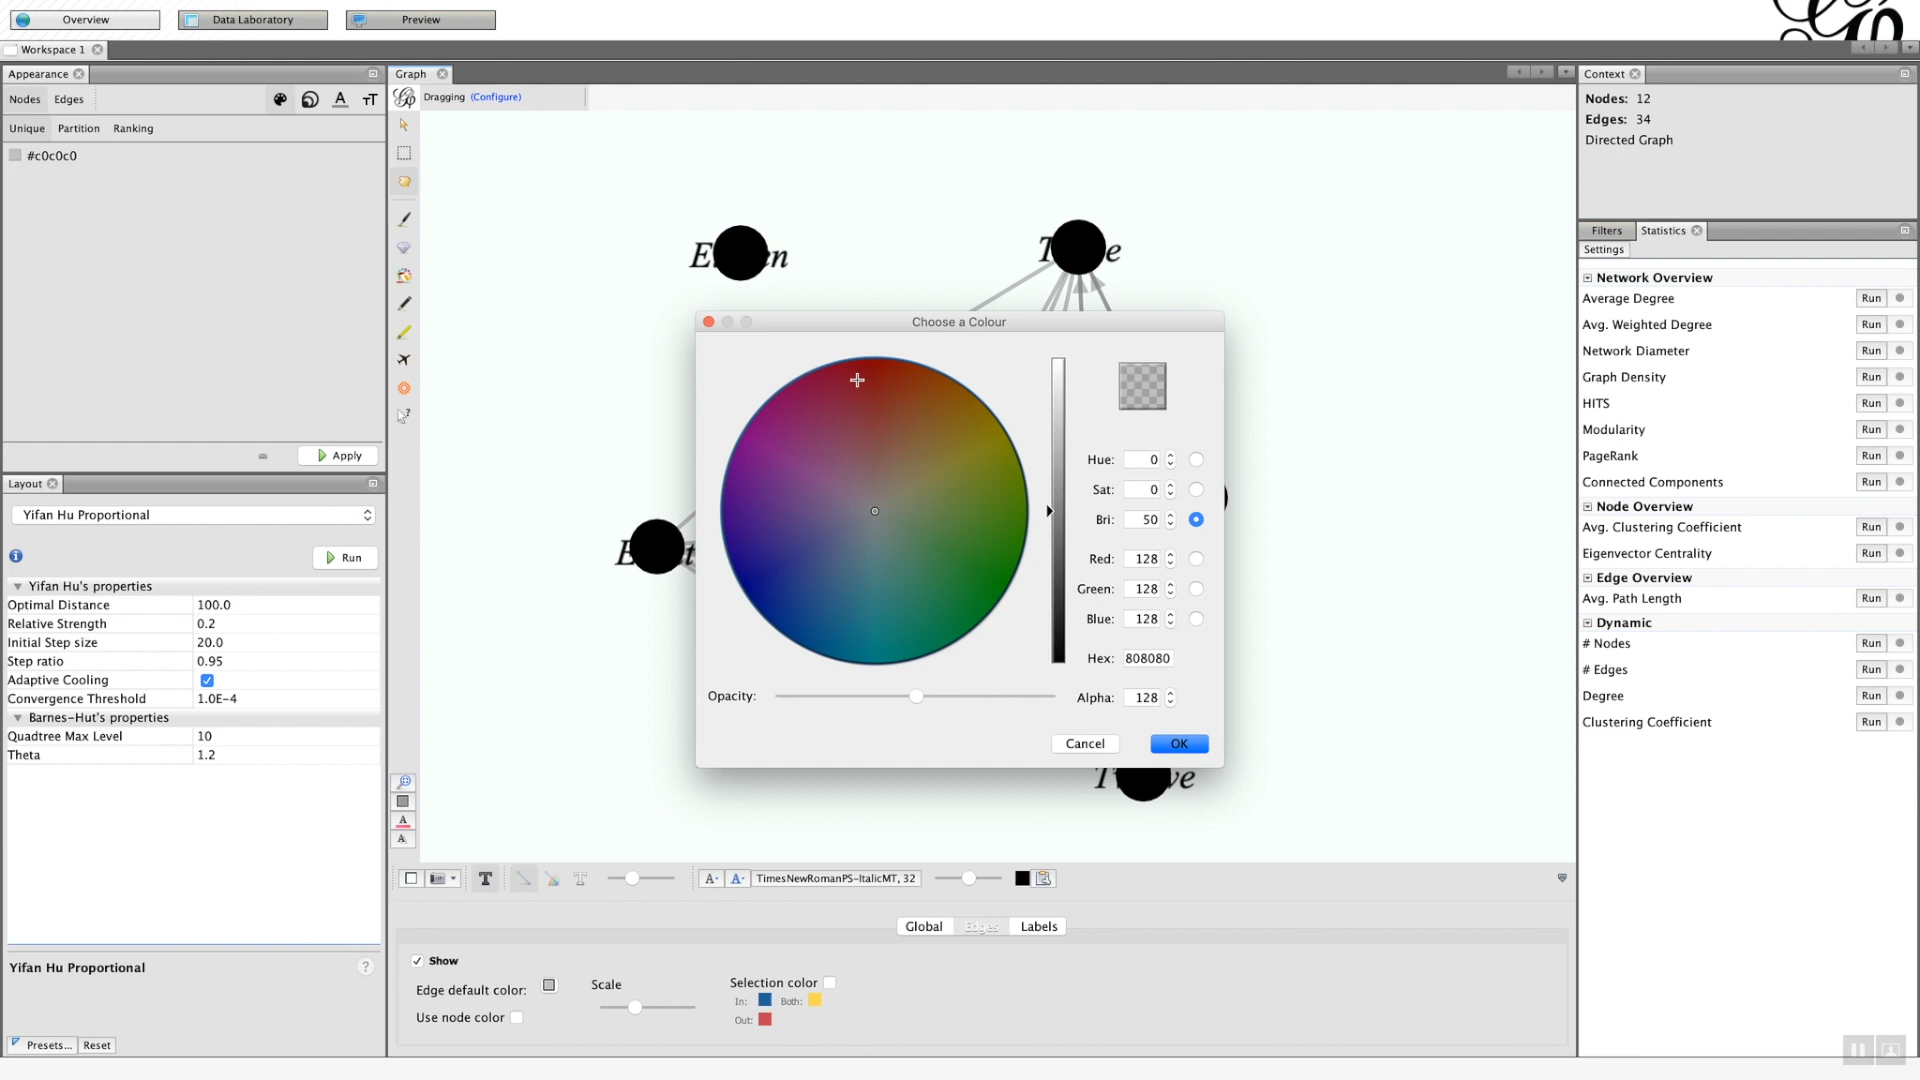 Overview
Data Laboratory
Preview
Workspace 1
Appearance
Nodes Edges
Unique Partition Ranking
#c0c0c0
Apply
Layout
Yifan Hu Proportional
Run
Yifan Hu's properties
Optimal Distance 100.0
Relative Strength 0.2
Initial Step size 20.0
Step ratio 0.95
Adaptive Cooling
Convergence Threshold 1.0E-4
Barnes-Hut's properties
Quadtree Max Level 10
Theta 1.2
Yifan Hu Proportional
?
Presets... Reset
Graph
Dragging (Configure)
Choose a Colour
Hue: 0
Sat: 0
Bri: 50
Red: 128
Green: 128
Blue: 128
Hex: 808080
Opacity:
Alpha: 128
Cancel OK
TimesNewRomanPS-ItalicMT, 32
Global Edges Labels
Show
Edge default color:
Scale
Selection color
In: Both:
Out:
Use node color
Context
Nodes: 12
Edges: 34
Directed Graph
Filters Statistics
Settings
Network Overview
Average Degree Run
Avg. Weighted Degree Run
Network Diameter Run
Graph Density Run
HITS Run
Modularity Run
PageRank Run
Connected Components Run
Node Overview
Avg. Clustering Coefficient Run
Eigenvector Centrality Run
Edge Overview
Avg. Path Length Run
Dynamic
# Nodes Run
# Edges Run
Degree Run
Clustering Coefficient Run